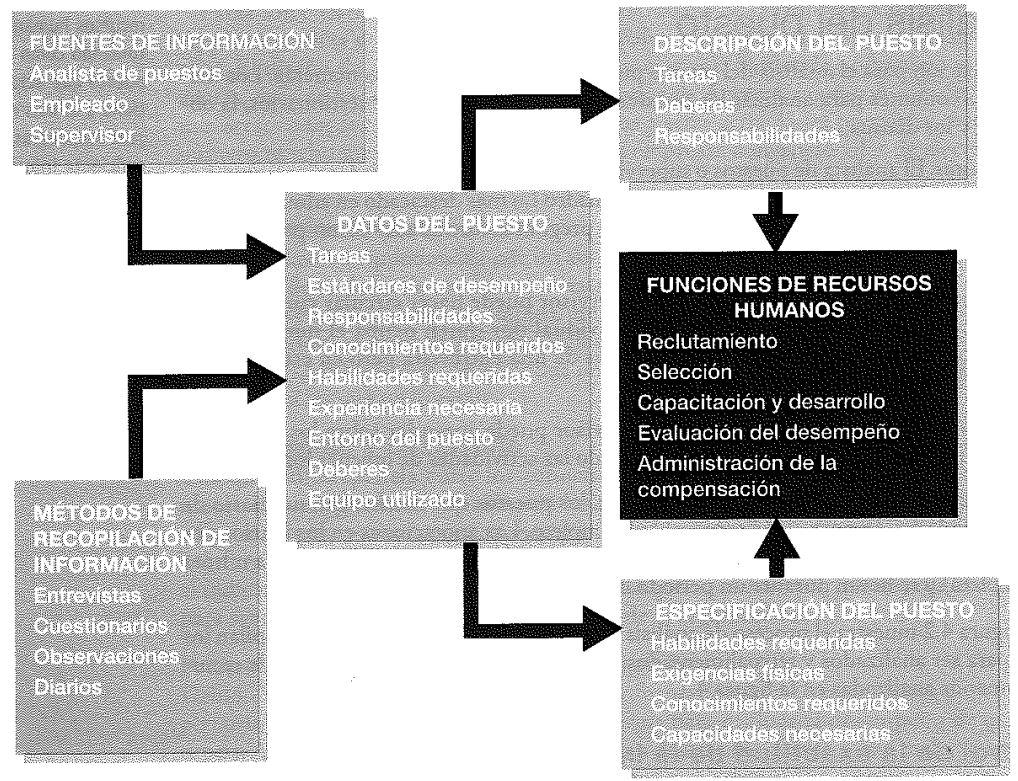 FUENTES DE INFORMACIÓN
Analista de puestos
Empleado
Supervisor
MÉTODOS DE
RECOPILACIÓN DE
INFORMACIÓN
Entrevistas
Cuestionarios
Observaciones
Diarios
DATOS DEL PUESTO
Tareas
Estándares de desempeño
Responsabilidades
Conocimientos requeridos
Habilidades requeridas
Experiencia necesaria
Entorno del puesto
Deberes
Equipo utilizado
DESCRIPCIÓN DEL PUESTO
Tareas
Deberes
Responsabilidades
FUNCIONES DE RECURSOS
HUMANOS
Reclutamiento
Selección
Capacitación y desarrollo
Evaluación del desempeño
Administración de la
compensación
ESPECIFICACIÓN DEL PUESTO
Habilidades requeridas
Exigencias físicas
Conocimientos requeridos
Capacidades necesarias